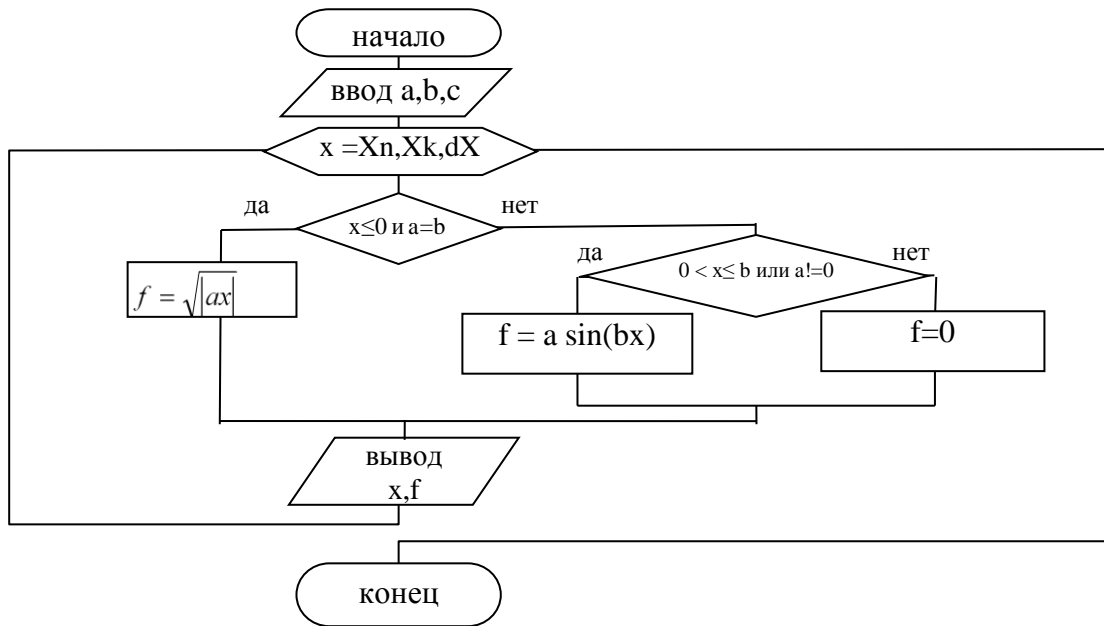 начало
ввод a,b,c
x =Xn,Xk,dX
да
нет
x≤0 и a=b
да
нет
0 < x≤ b или a!=0
f = √|ax|
f = a sin(bx)
f=0
вывод
x,f
конец